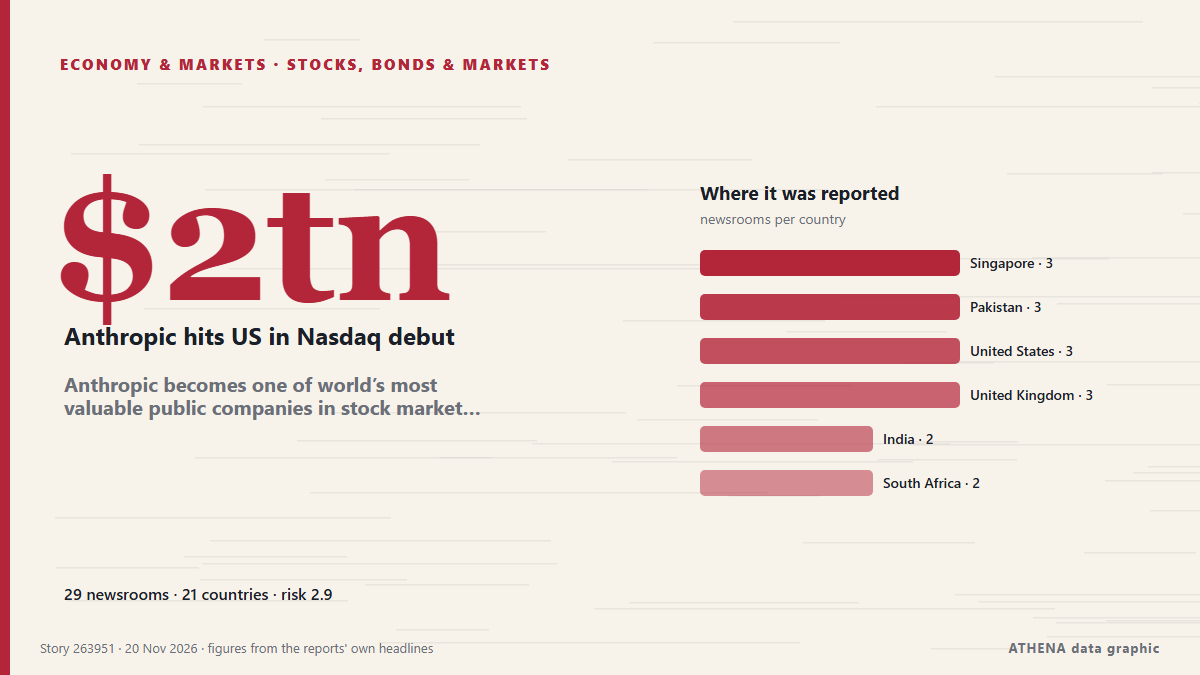 ECONOMY & MARKETS · STOCKS, BONDS & MARKETS
$2tn
Anthropic hits US in Nasdaq debut
Anthropic becomes one of world’s most
valuable public companies in stock market…
29 newsrooms · 21 countries · risk 2.9
Where it was reported
newsrooms per country
Singapore · 3
Pakistan · 3
United States · 3
United Kingdom · 3
India · 2
South Africa · 2
Story 263951 · 20 Nov 2026 · figures from the reports' own headlines
ATHENA data graphic